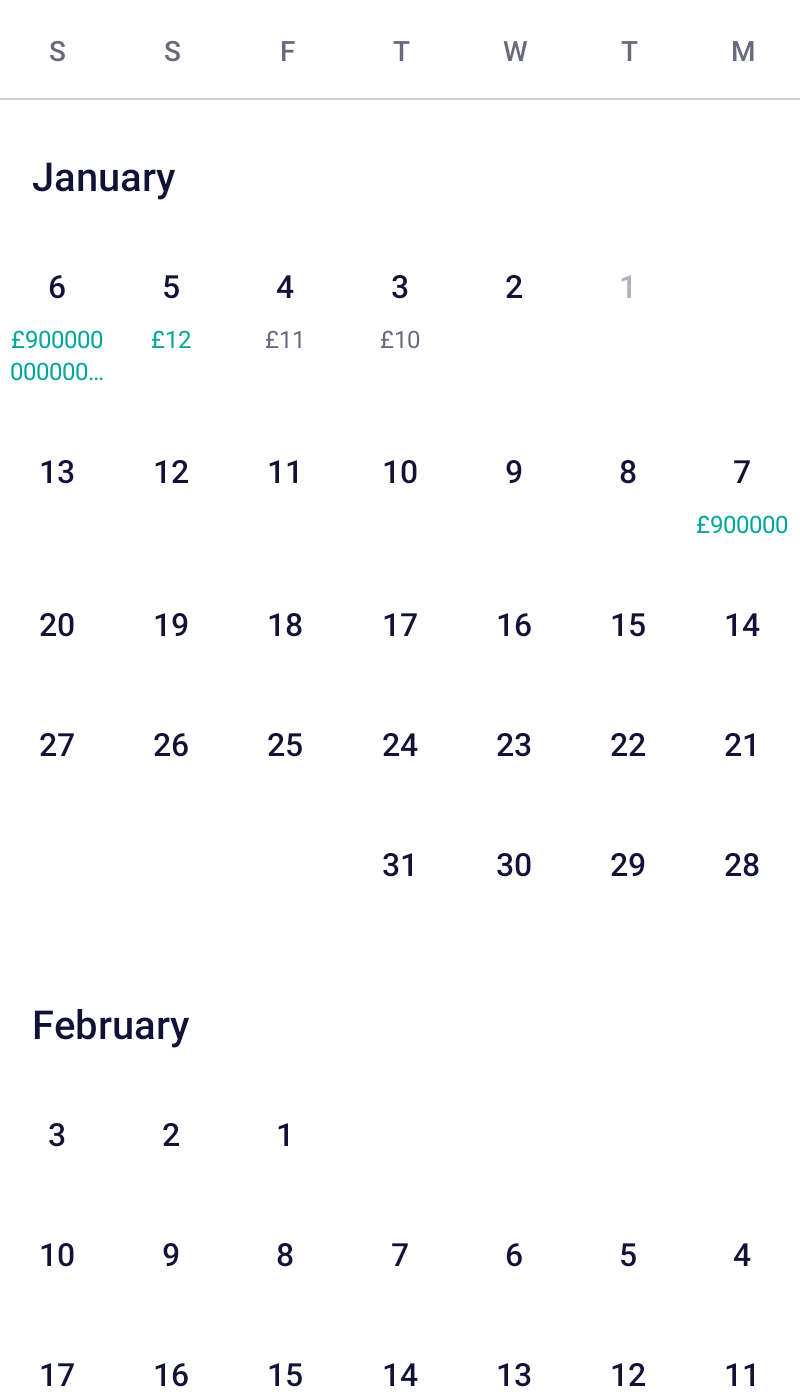 S S F T W T M
January
6 5 4 3 2 1
£900000 £12 £11 £10
000000...
13 12 11 10 9 8 7
£900000
20 19 18 17 16 15 14
27 26 25 24 23 22 21
31 30 29 28
February
3 2 1
10 9 8 7 6 5 4
17 16 15 14 13 12 11